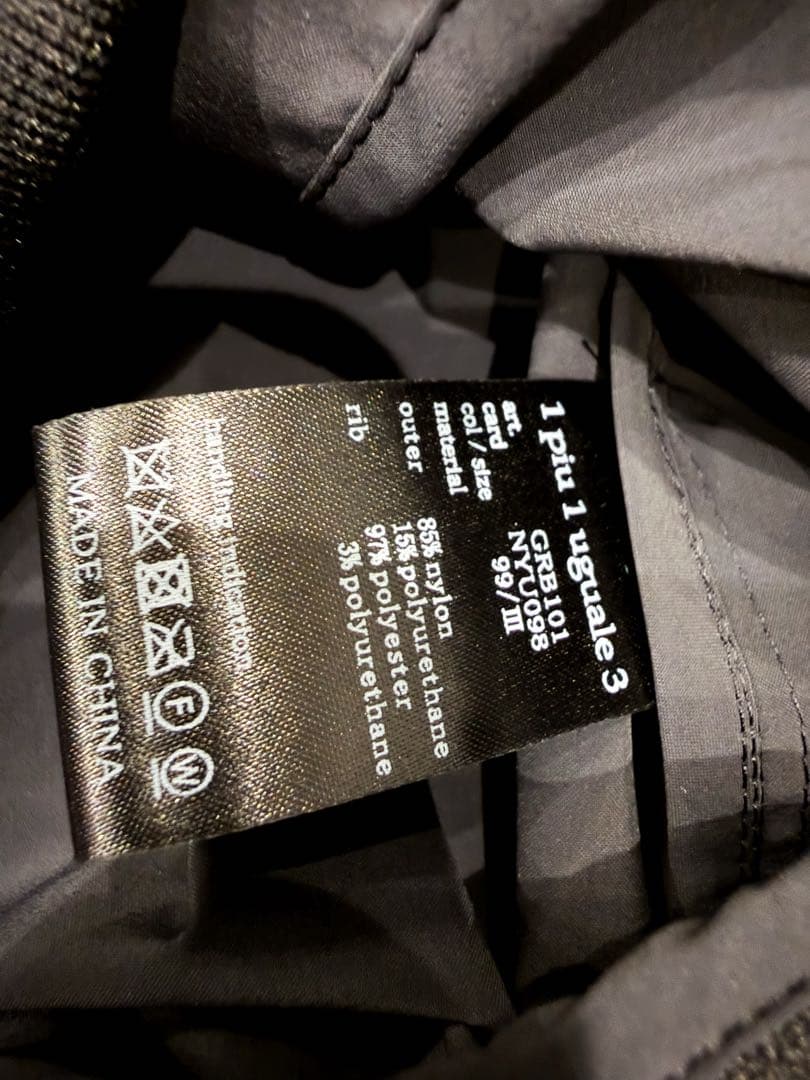 1 piu 1 uguale 3
art. GRB101
card NYU098
col / size 99/III
material
outer 85% nylon
15% polyurethane
rib 97% polyester
3% polyurethane
handling indication
F W
MADE IN CHINA